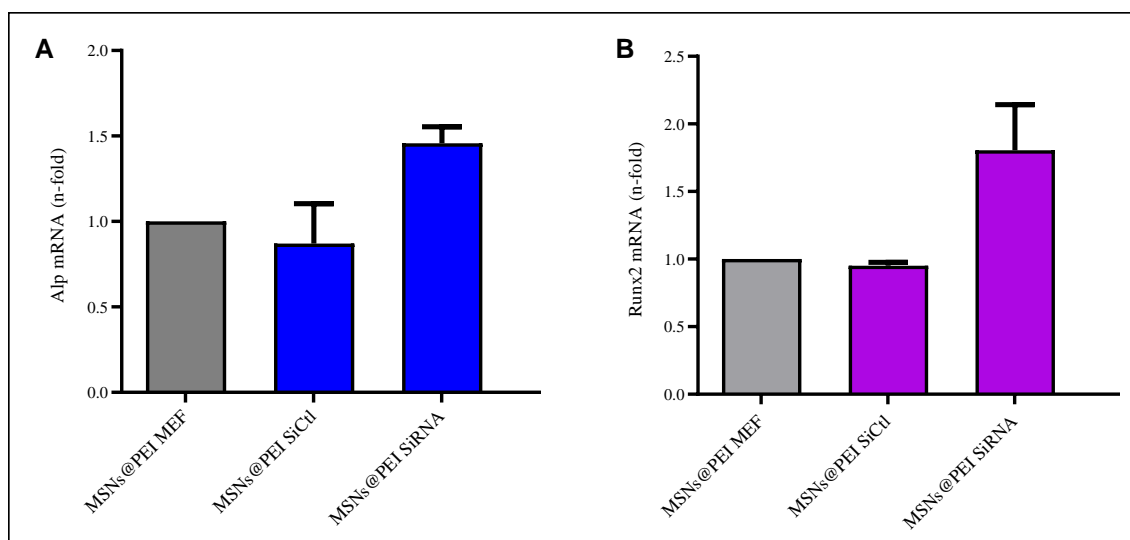 A
Alp mRNA (n-fold)
2.0
1.5
1.0
0.5
0.0
MSNs@PEI MEF
MSNs@PEI SiCtl
MSNs@PEI SiRNA
B
Runx2 mRNA (n-fold)
2.5
2.0
1.5
1.0
0.5
0.0
MSNs@PEI MEF
MSNs@PEI SiCtl
MSNs@PEI SiRNA